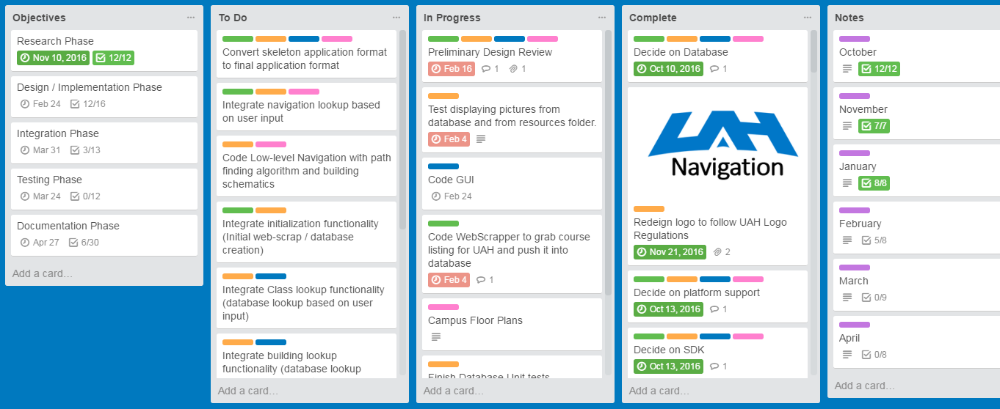 Objectives
Research Phase
Nov 10, 2016 12/12
Design / Implementation Phase
Feb 24 12/16
Integration Phase
Mar 31 3/13
Testing Phase
Mar 24 0/12
Documentation Phase
Apr 27 6/30
Add a card…
To Do
Convert skeleton application format
to final application format
Integrate navigation lookup based
on user input
Code Low-level Navigation with path
finding algorithm and building
schematics
Integrate initialization functionality
(Initial web-scrap / database
creation)
Integrate Class lookup functionality
(database lookup based on user
input)
Integrate building lookup
functionality (database lookup
Add a card…
In Progress
Preliminary Design Review
Feb 16 1 1
Test displaying pictures from
database and from resources folder.
Feb 4
Code GUI
Feb 24
Code WebScrapper to grab course
listing for UAH and push it into
database
Feb 4 1
Campus Floor Plans
Finish Database Unit tests
Add a card…
Complete
Decide on Database
Oct 10, 2016 1
UAH
Navigation
Redeign logo to follow UAH Logo
Regulations
Nov 21, 2016 2
Decide on platform support
Oct 13, 2016 1
Decide on SDK
Oct 13, 2016 1
Add a card…
Notes
October
12/12
November
7/7
January
8/8
February
5/8
March
0/9
April
0/8
Add a card…